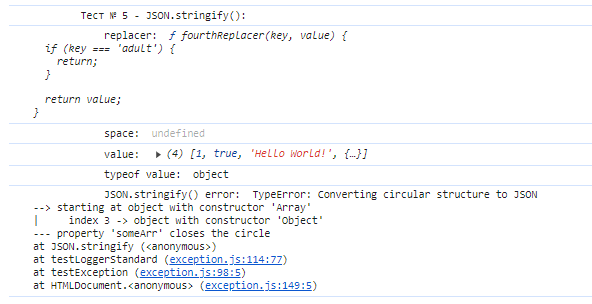 Тест № 5 - JSON.stringify():
replacer: ƒ fourthReplacer(key, value) {
if (key === 'adult') {
return;
}
return value;
}
space: undefined
value: ▶ (4) [1, true, 'Hello World!', {…}]
typeof value: object
JSON.stringify() error: TypeError: Converting circular structure to JSON
--> starting at object with constructor 'Array'
| index 3 -> object with constructor 'Object'
--- property 'someArr' closes the circle
at JSON.stringify (<anonymous>)
at testLoggerStandard (exception.js:114:77)
at testException (exception.js:98:5)
at HTMLDocument.<anonymous> (exception.js:149:5)